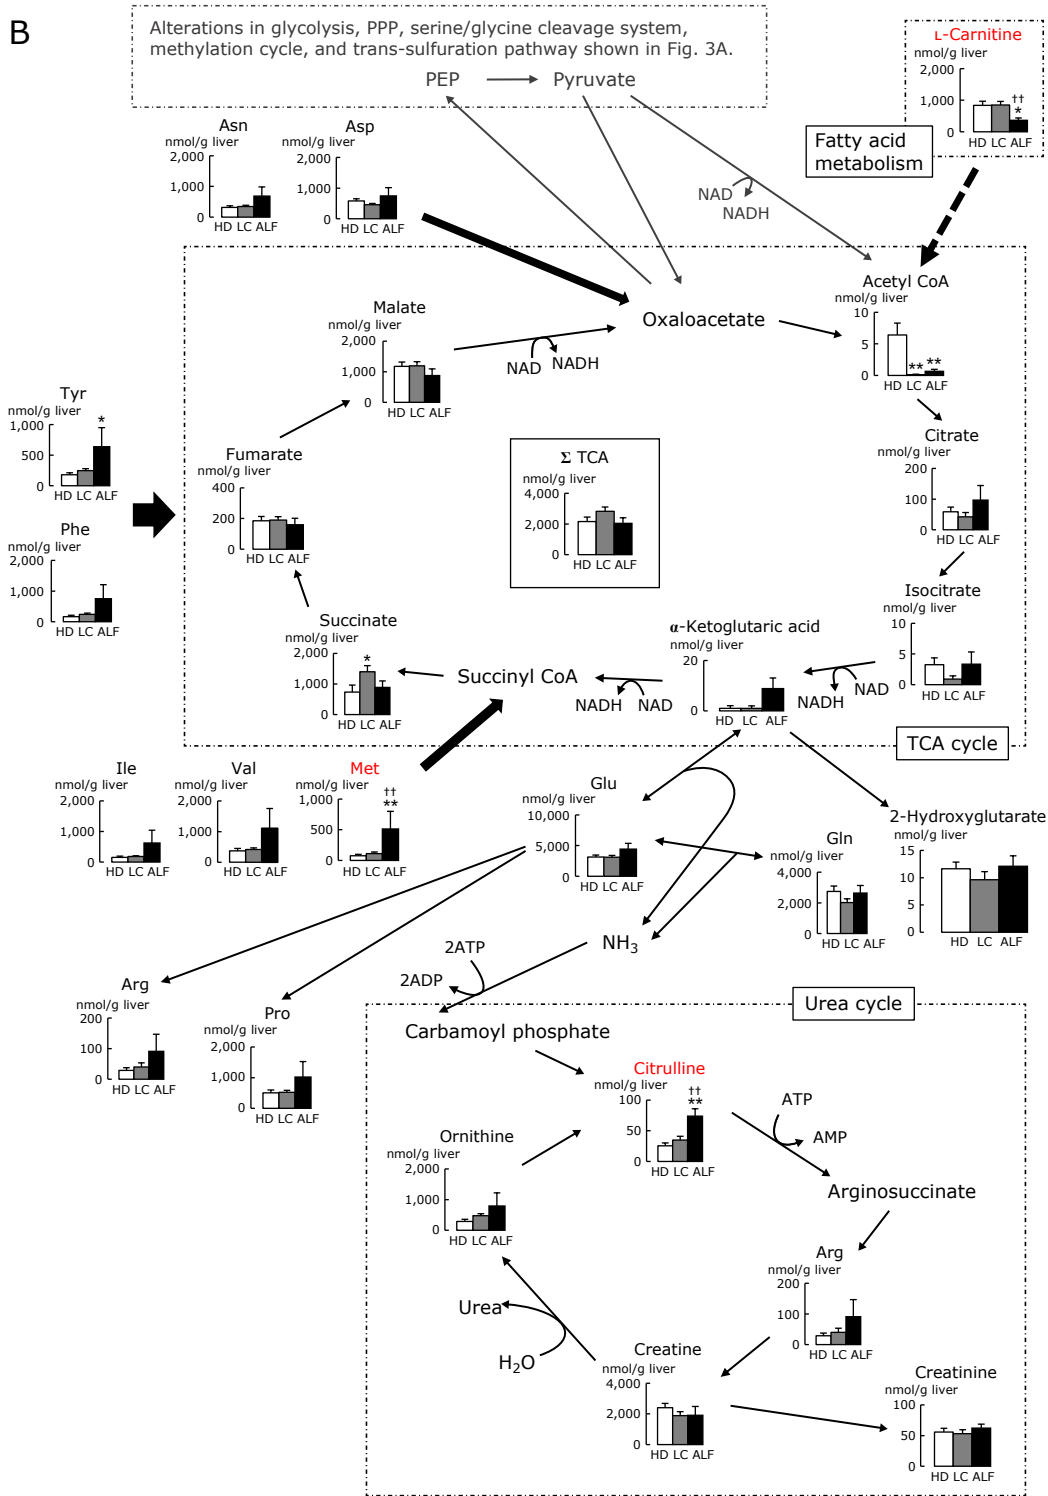 B
Alterations in glycolysis, PPP, serine/glycine cleavage system,
methylation cycle, and trans-sulfuration pathway shown in Fig. 3A.
PEP
Pyruvate
L-Carnitine
nmol/g liver
2,000
1,000
0
††
*
HD LC ALF
Fatty acid
metabolism
NAD
NADH
Asn
nmol/g liver
2,000
1,000
0
HD LC ALF
Asp
nmol/g liver
2,000
1,000
0
HD LC ALF
Acetyl CoA
nmol/g liver
10
5
0
**
**
HD LC ALF
Oxaloacetate
Malate
nmol/g liver
2,000
1,000
0
HD LC ALF
NAD
NADH
Tyr
nmol/g liver
1,000
500
0
*
HD LC ALF
Phe
nmol/g liver
2,000
1,000
0
HD LC ALF
Fumarate
nmol/g liver
400
200
0
HD LC ALF
Σ TCA
nmol/g liver
4,000
2,000
0
HD LC ALF
Citrate
nmol/g liver
200
100
0
HD LC ALF
Isocitrate
nmol/g liver
10
5
0
HD LC ALF
Succinate
nmol/g liver
2,000
1,000
0
*
HD LC ALF
Succinyl CoA
NADH
NAD
α-Ketoglutaric acid
nmol/g liver
20
0
HD LC ALF
NADH
NAD
TCA cycle
Ile
nmol/g liver
2,000
1,000
0
HD LC ALF
Val
nmol/g liver
2,000
1,000
0
HD LC ALF
Met
nmol/g liver
1,000
500
0
††
**
HD LC ALF
Glu
nmol/g liver
10,000
5,000
0
HD LC ALF
Gln
nmol/g liver
4,000
2,000
0
HD LC ALF
2-Hydroxyglutarate
nmol/g liver
15
10
5
0
HD LC ALF
NH3
2ATP
2ADP
Arg
nmol/g liver
200
100
0
HD LC ALF
Pro
nmol/g liver
2,000
1,000
0
HD LC ALF
Urea cycle
Carbamoyl phosphate
Citrulline
nmol/g liver
100
50
0
††
**
HD LC ALF
ATP
AMP
Ornithine
nmol/g liver
2,000
1,000
0
HD LC ALF
Arginosuccinate
Arg
nmol/g liver
200
100
0
HD LC ALF
Urea
H2O
Creatine
nmol/g liver
4,000
2,000
0
HD LC ALF
Creatinine
nmol/g liver
100
50
0
HD LC ALF